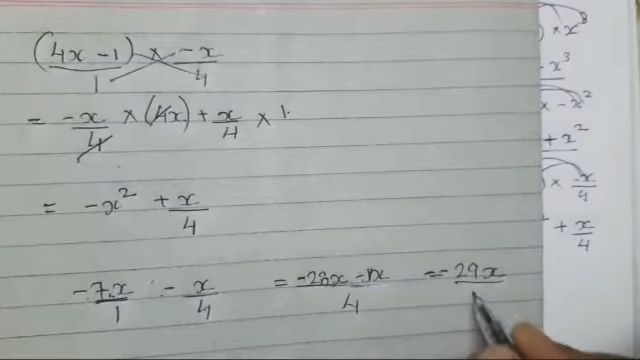 (4x - 1)/1 × -x/4
= -x/4 × (4x) + x/4 × 1
= -x² + x/4
-7x/1 - x/4 = -28x - 1x/4 = -29x
) × x³
- x³
× -x²
+ x²
) × -x/4
+ x/4